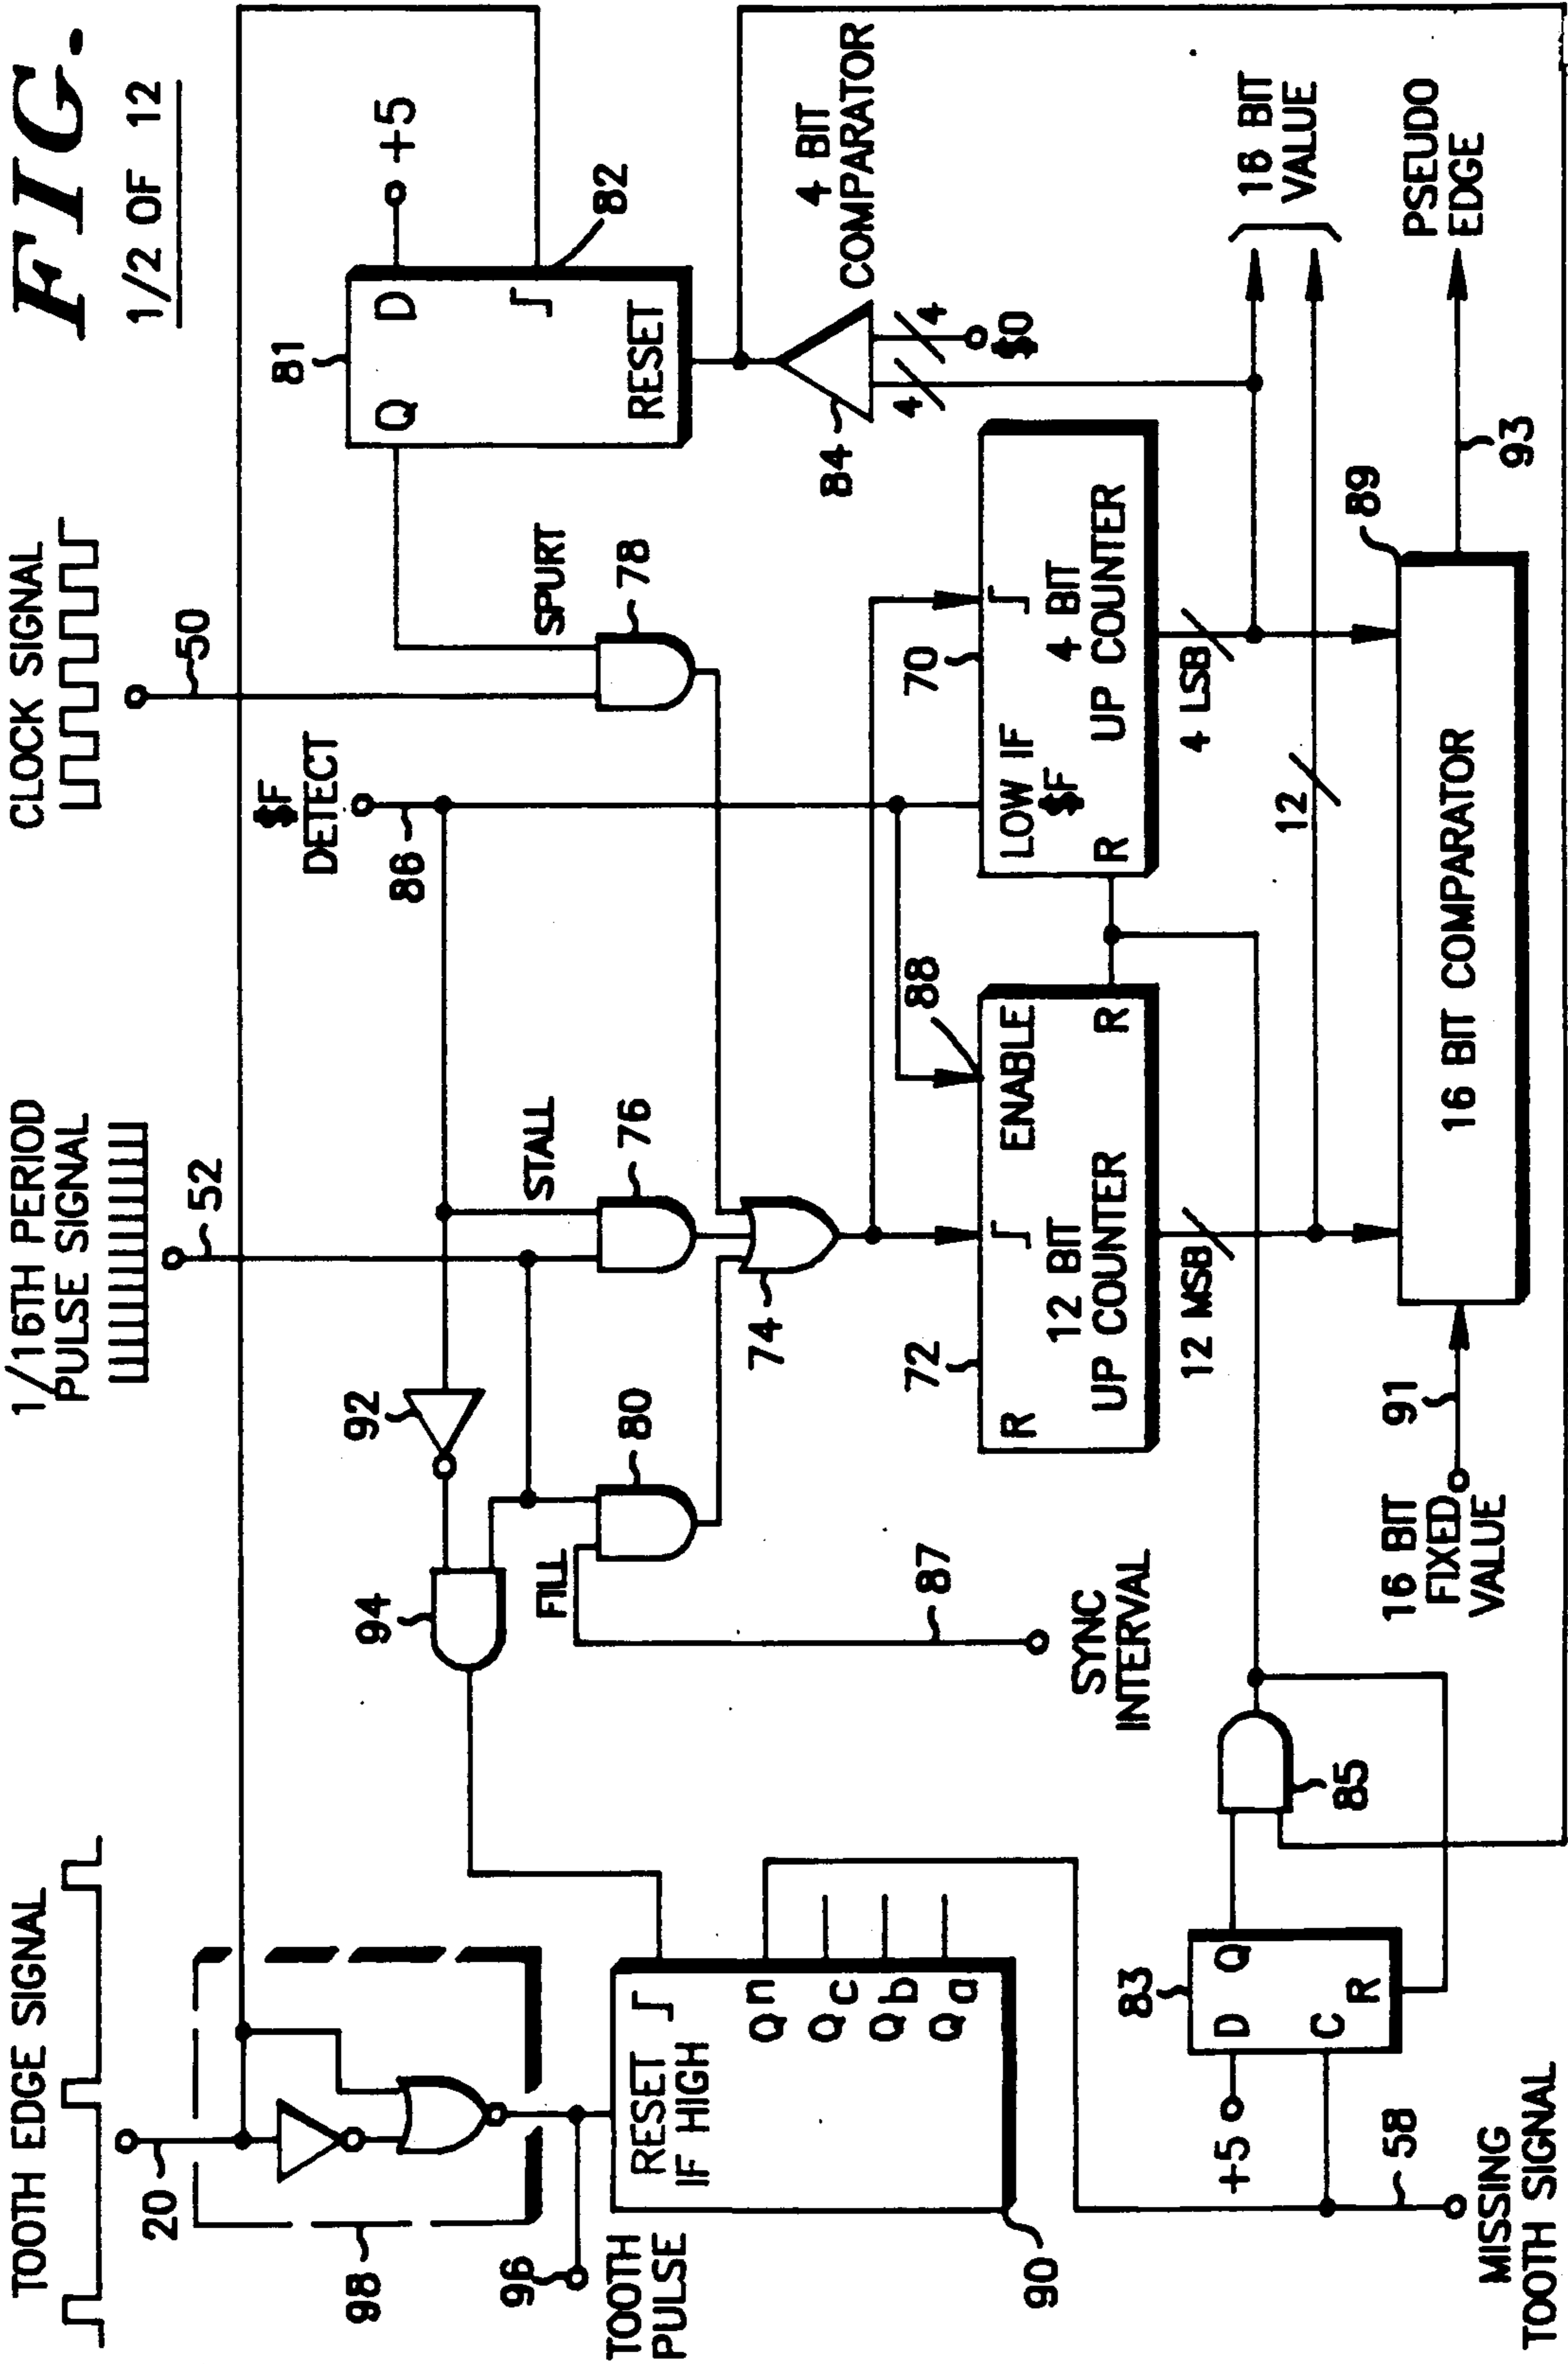 TOOTH EDGE SIGNAL
1/16TH PERIOD
PULSE SIGNAL
CLOCK SIGNAL
FIG.
1/2 OF 12
20
52
50
98
96
TOOTH
PULSE
90
RESET
IF HIGH
Qn
Qc
Qb
Qa
94
92
86
$F
DETECT
FILL
80
STALL
76
SPURT
78
74
81
Q
D
+5
82
RESET
84
4 BIT
COMPARATOR
4
4
$0
87
SYNC
INTERVAL
72
R
12 BIT
UP COUNTER
ENABLE
R
88
70
LOW IF
$F
R
4 BIT
UP COUNTER
12 MSB
4 LSB
12
18 BIT
VALUE
83
D
Q
C
R
+5
85
58
MISSING
TOOTH SIGNAL
16 BIT
FIXED
VALUE
91
16 BIT COMPARATOR
89
93
PSEUDO
EDGE